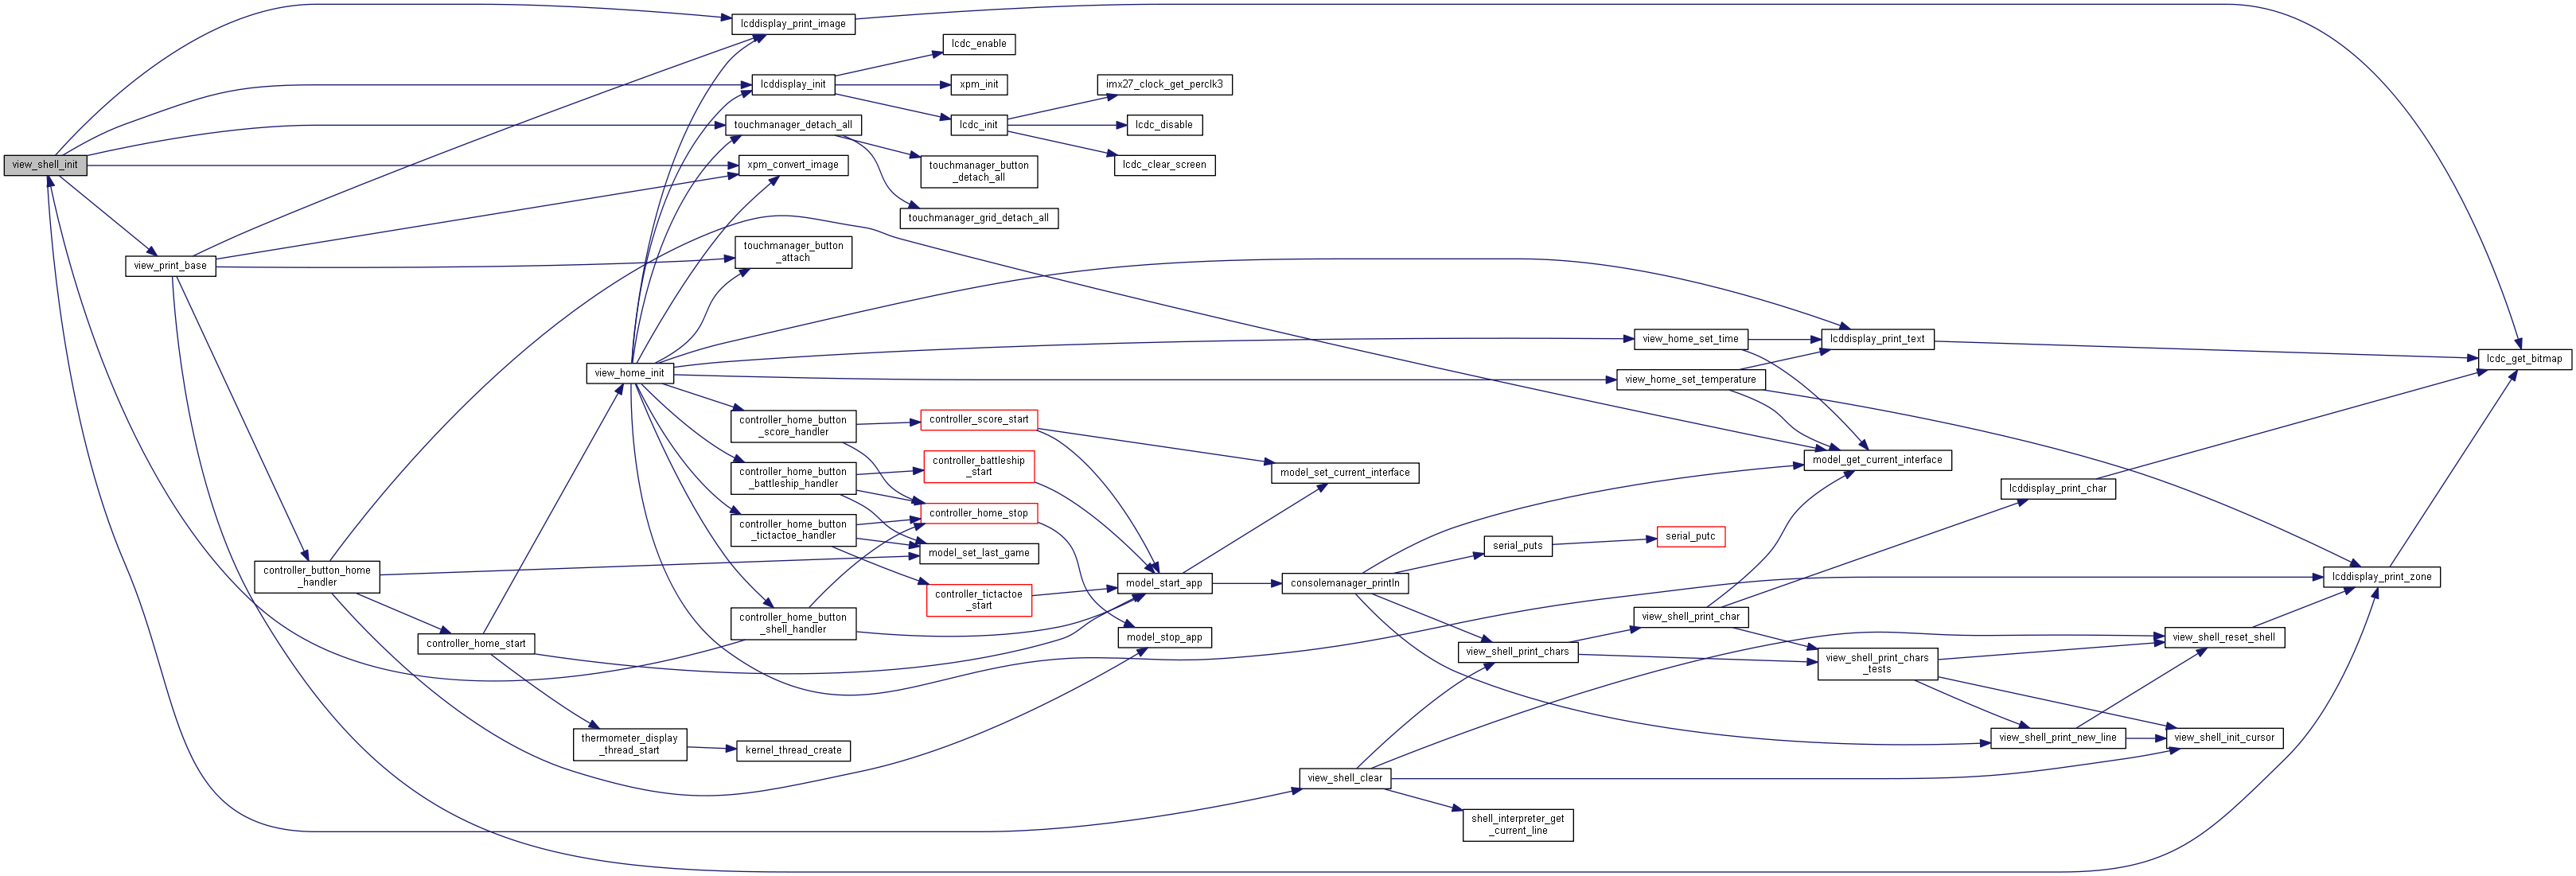 view_shell_init
view_print_base
controller_button_home
_handler
controller_home_start
view_home_init
thermometer_display
_thread_start
lcddisplay_print_image
lcddisplay_init
touchmanager_detach_all
xpm_convert_image
touchmanager_button
_attach
controller_home_button
_score_handler
controller_home_button
_battleship_handler
controller_home_button
_tictactoe_handler
controller_home_button
_shell_handler
kernel_thread_create
lcdc_enable
xpm_init
lcdc_init
touchmanager_button
_detach_all
touchmanager_grid_detach_all
controller_score_start
controller_battleship
_start
controller_home_stop
model_set_last_game
controller_tictactoe
_start
imx27_clock_get_perclk3
lcdc_disable
lcdc_clear_screen
model_start_app
model_stop_app
model_set_current_interface
consolemanager_println
view_shell_clear
serial_puts
view_shell_print_chars
shell_interpreter_get
_current_line
view_home_set_time
view_home_set_temperature
serial_putc
view_shell_print_char
lcddisplay_print_text
model_get_current_interface
view_shell_print_chars
_tests
lcddisplay_print_char
view_shell_print_new_line
view_shell_reset_shell
view_shell_init_cursor
lcddisplay_print_zone
lcdc_get_bitmap